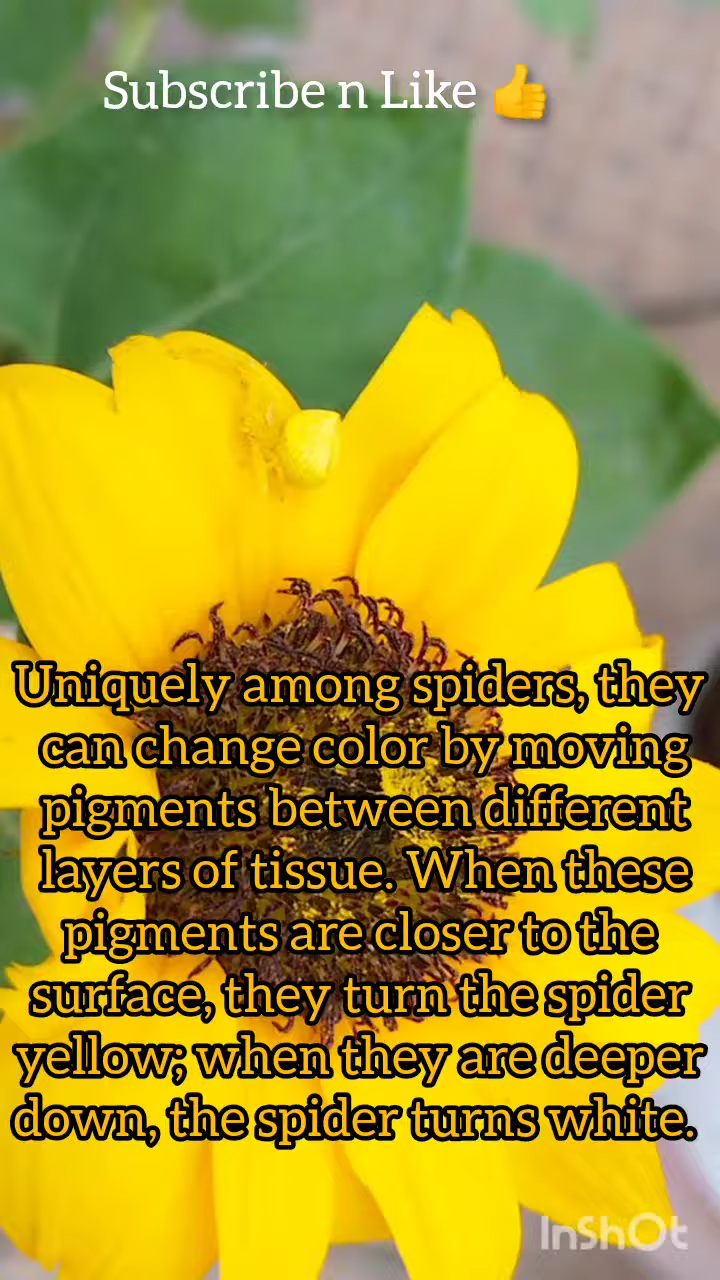 Subscribe n Like 👍
Uniquely among spiders, they
can change color by moving
pigments between different
layers of tissue. When these
pigments are closer to the
surface, they turn the spider
yellow; when they are deeper
down, the spider turns white.
InShOt